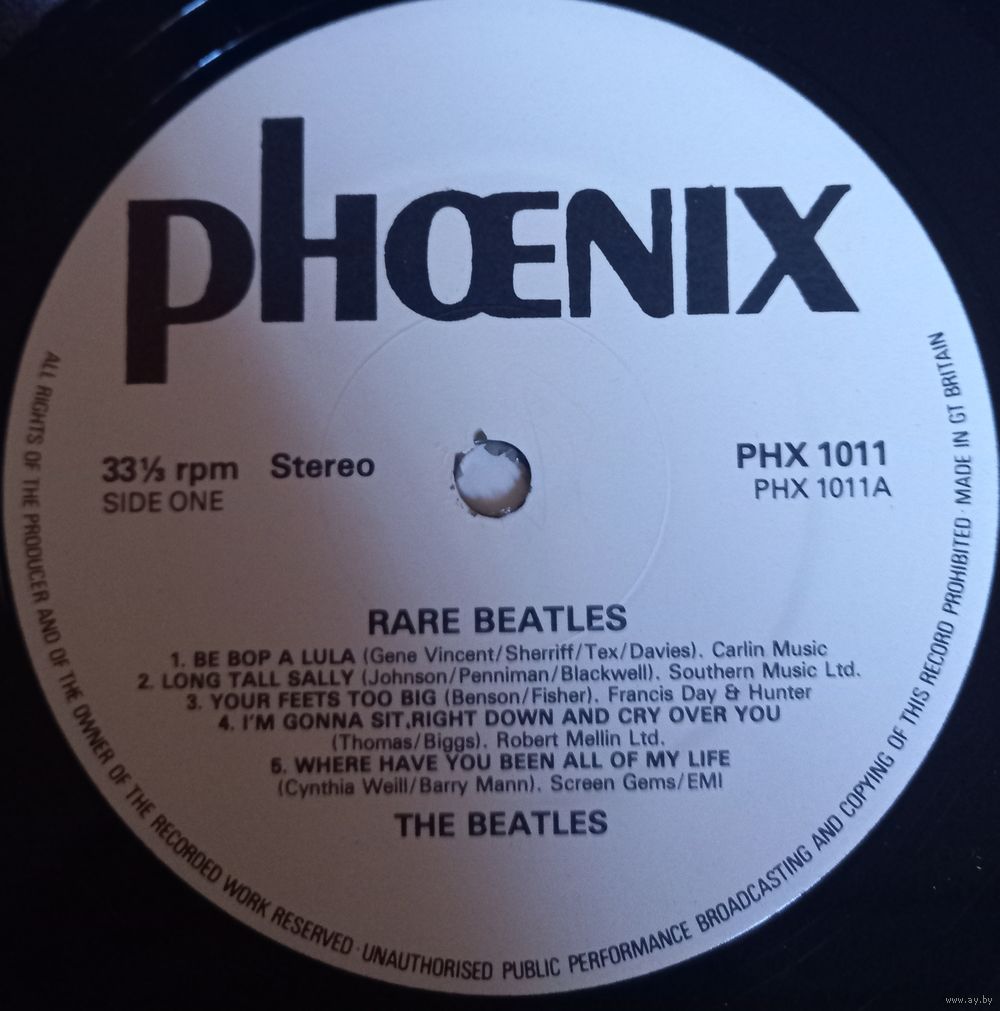 PHŒNIX
33⅓ rpm Stereo
SIDE ONE
PHX 1011
PHX 1011A
RARE BEATLES
1. BE BOP A LULA (Gene Vincent/Sherriff/Tex/Davies). Carlin Music
2. LONG TALL SALLY (Johnson/Penniman/Blackwell). Southern Music Ltd.
3. YOUR FEETS TOO BIG (Benson/Fisher). Francis Day & Hunter
4. I'M GONNA SIT,RIGHT DOWN AND CRY OVER YOU
(Thomas/Biggs). Robert Mellin Ltd.
5. WHERE HAVE YOU BEEN ALL OF MY LIFE
(Cynthia Weill/Barry Mann). Screen Gems/EMI
THE BEATLES
ALL RIGHTS OF THE PRODUCER AND OF THE OWNER OF THE RECORDED WORK RESERVED · UNAUTHORISED PUBLIC PERFORMANCE BROADCASTING AND COPYING OF THIS RECORD PROHIBITED · MADE IN GT BRITAIN
www.ay.by